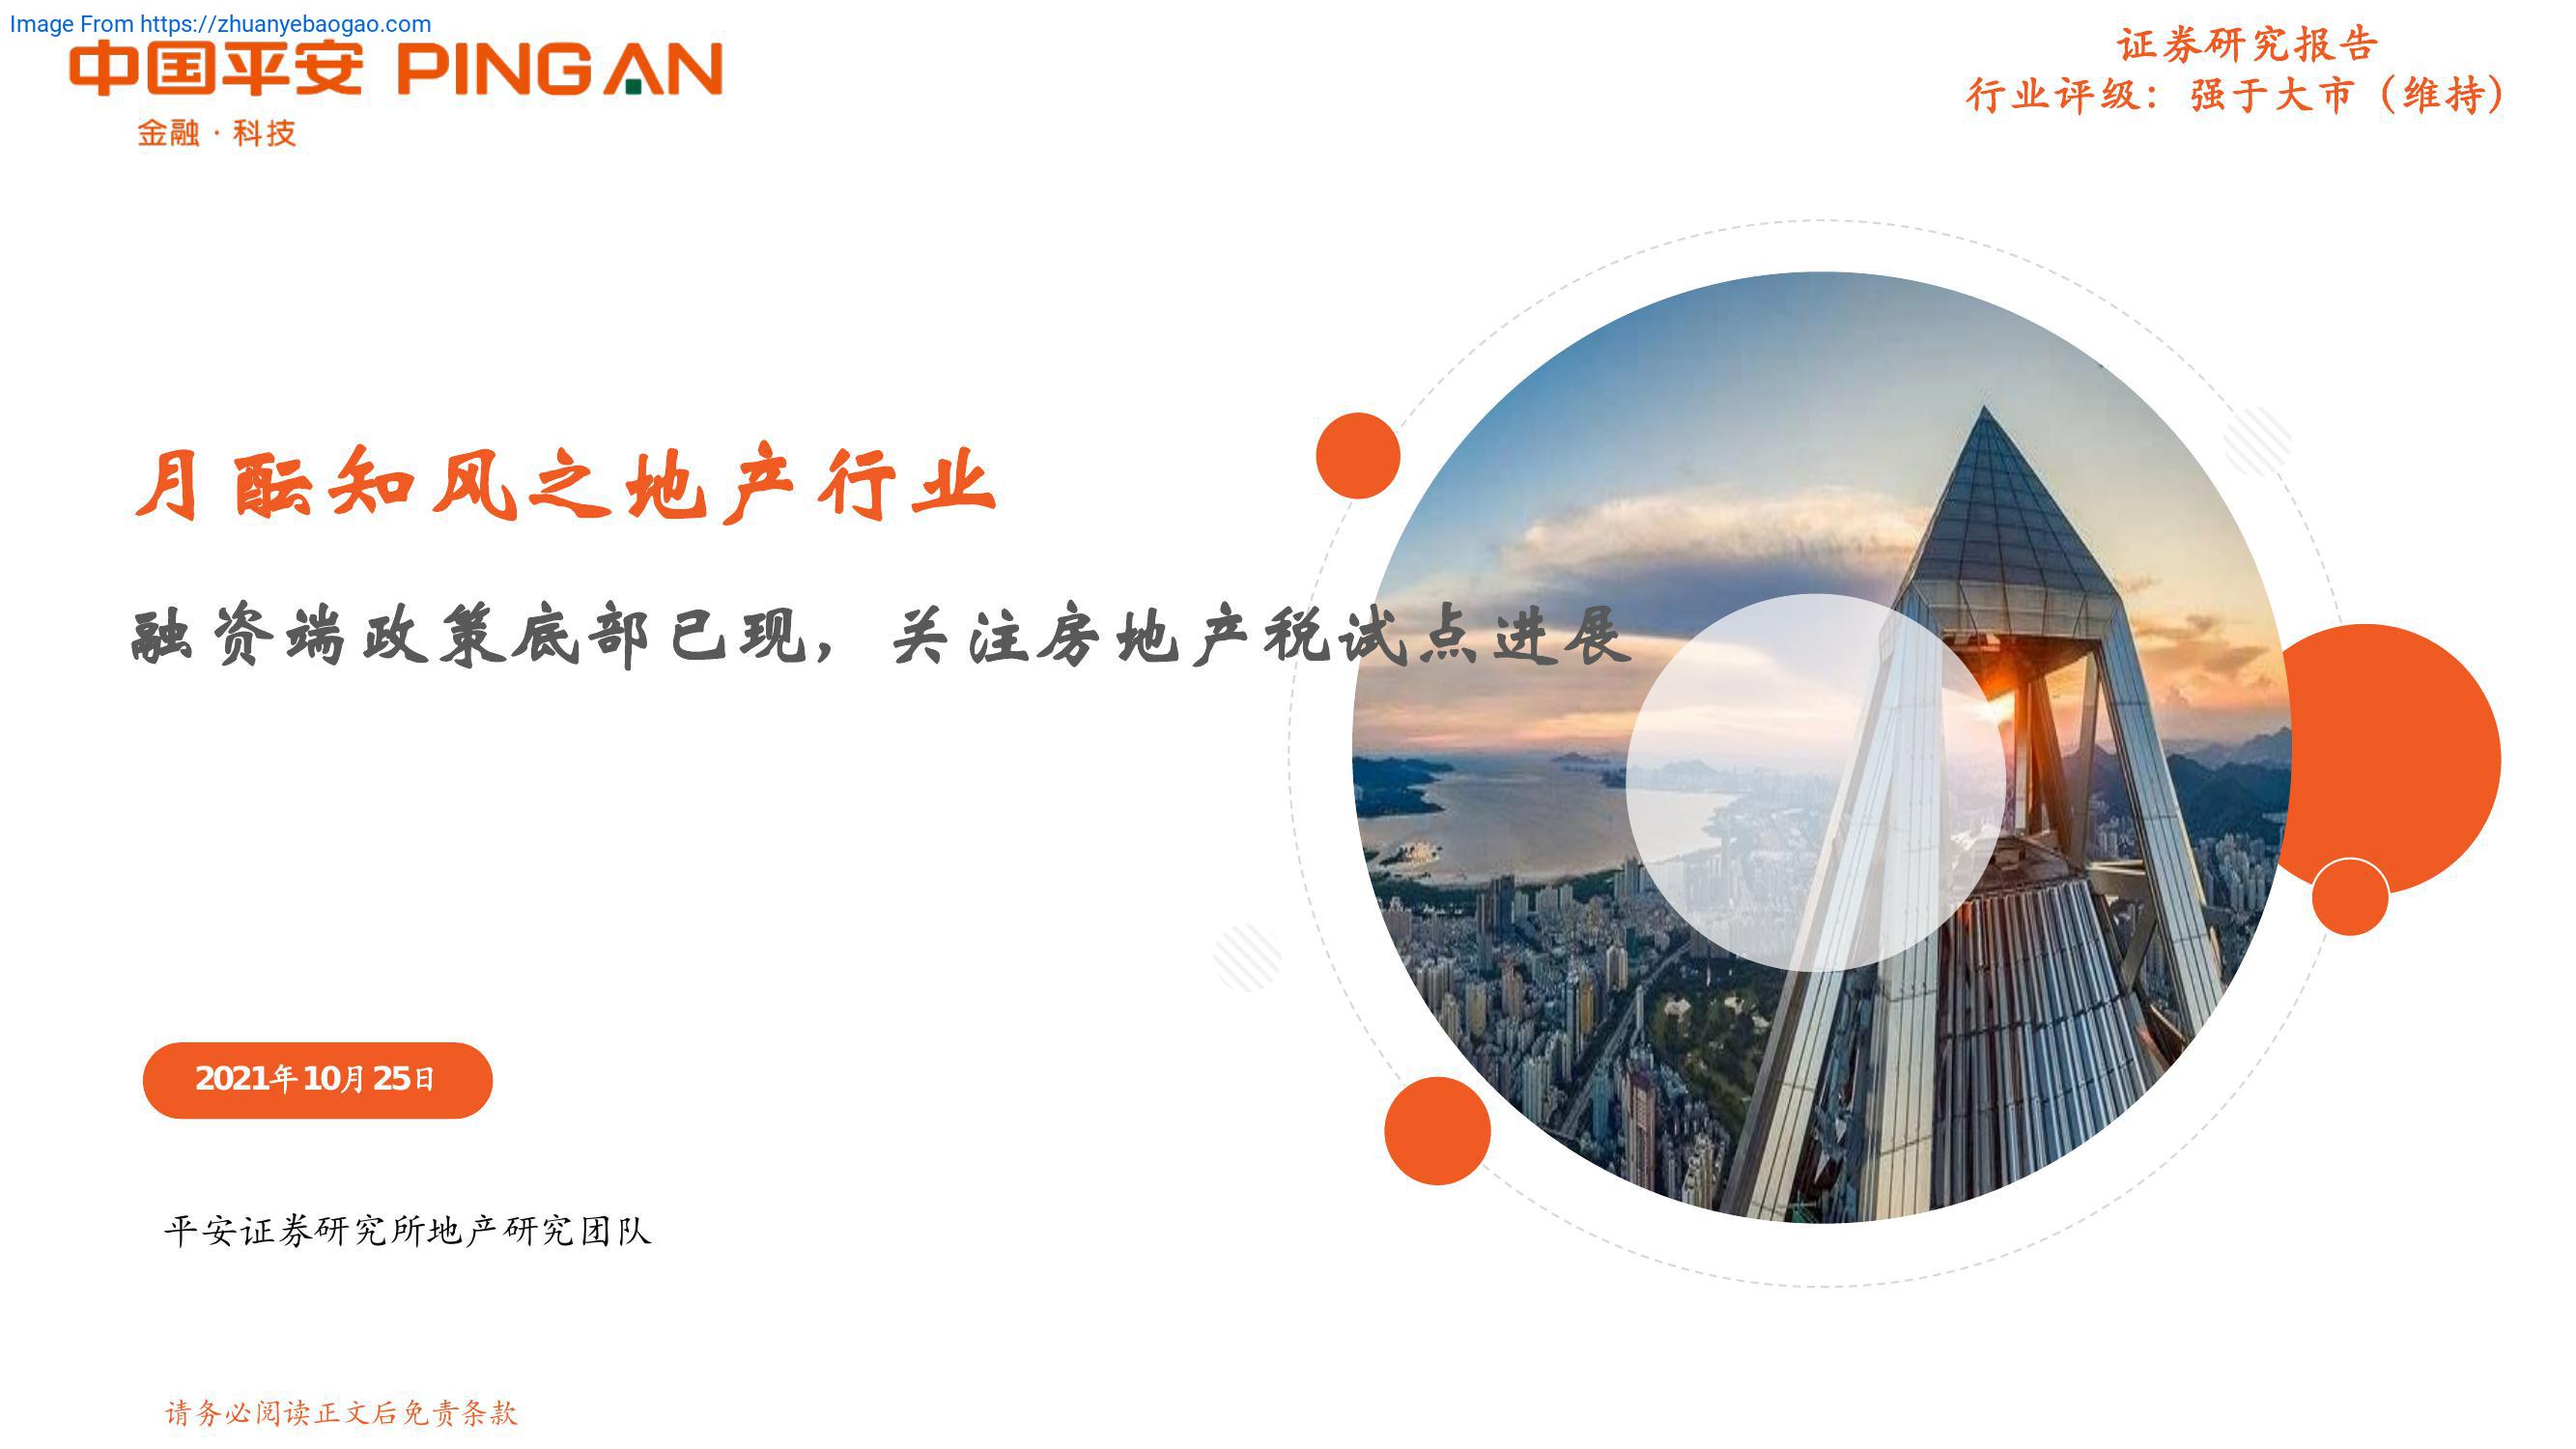 Image From https://zhuanyebaogao.com
中国平安 PINGAN
金融·科技
证券研究报告
行业评级：强于大市（维持）
月酝知风之地产行业
融资端政策底部已现，关注房地产税试点进展
2021年10月25日
平安证券研究所地产研究团队
请务必阅读正文后免责条款